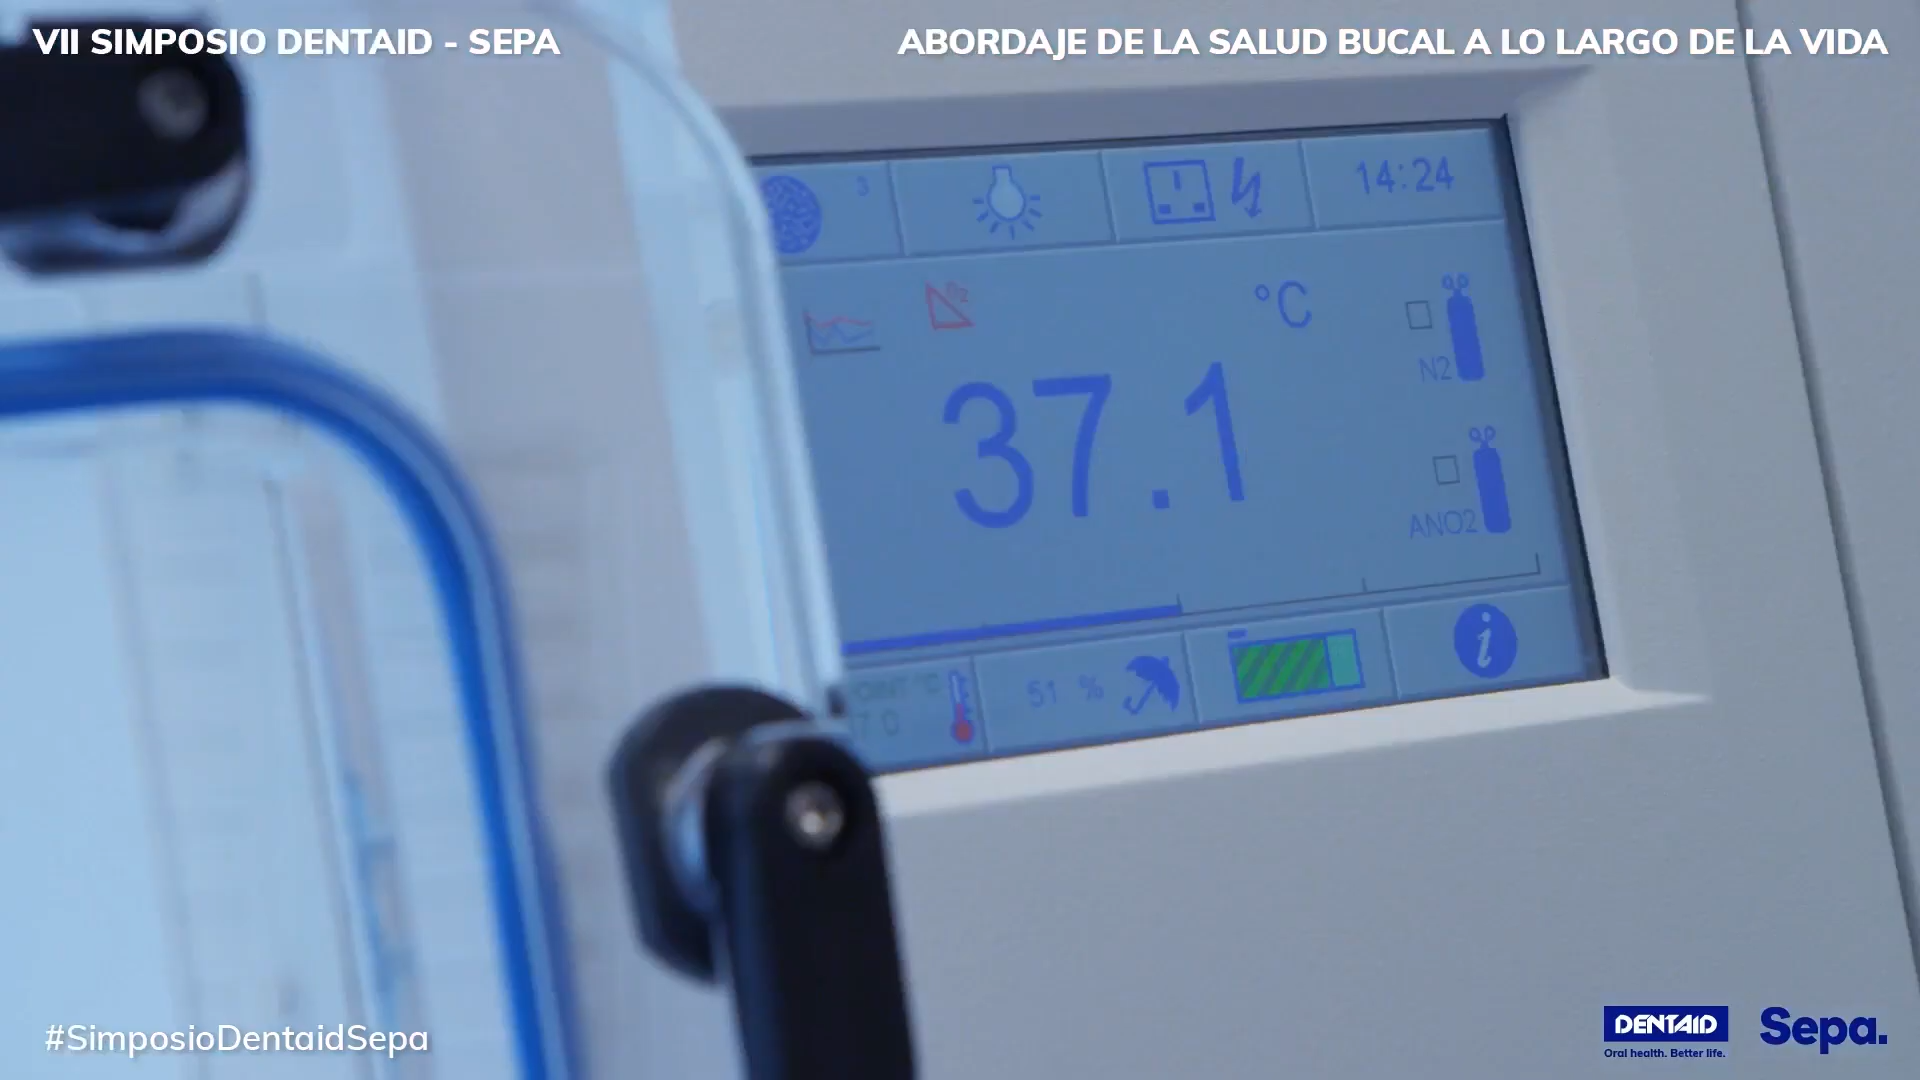 VII SIMPOSIO DENTAID - SEPA
ABORDAJE DE LA SALUD BUCAL A LO LARGO DE LA VIDA
3
14:24
°C
37.1
N2
ANO2
51 %
i
#SimposioDentaidSepa
DENTAID
Oral health. Better life.
Sepa.